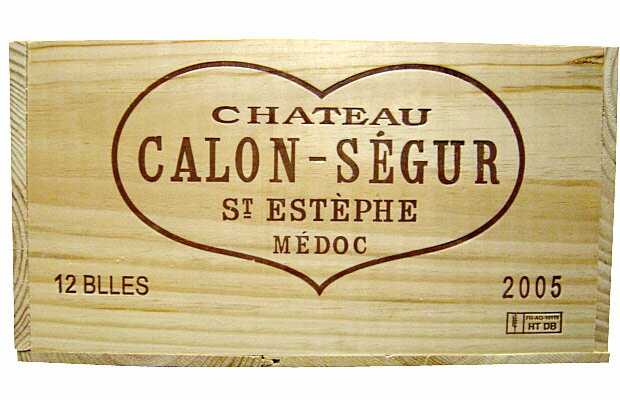 CHATEAU
CALON-SÉGUR
ST ESTÈPHE
MÉDOC
12 BLLES
2005
HT DB